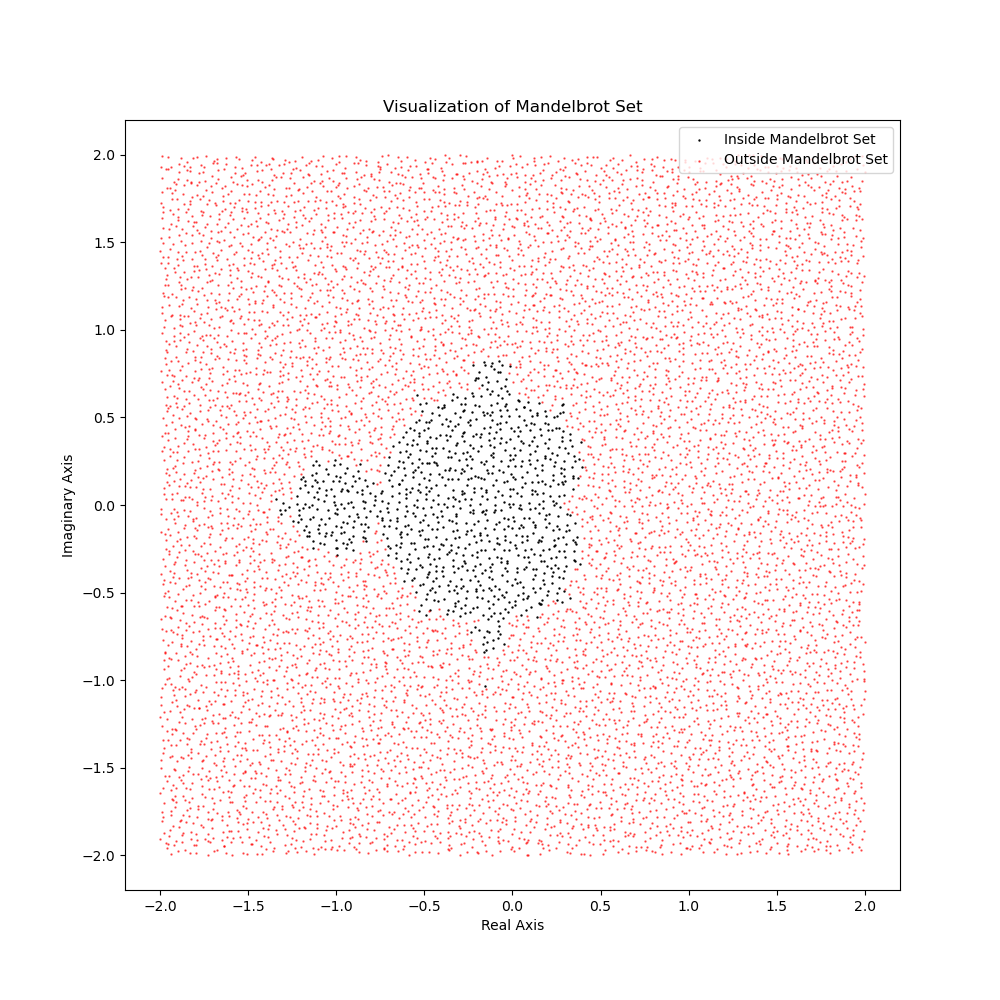 Visualization of Mandelbrot Set
Inside Mandelbrot Set
Outside Mandelbrot Set
2.0
1.5
1.0
0.5
0.0
−0.5
−1.0
−1.5
−2.0
Imaginary Axis
−2.0 −1.5 −1.0 −0.5 0.0 0.5 1.0 1.5 2.0
Real Axis